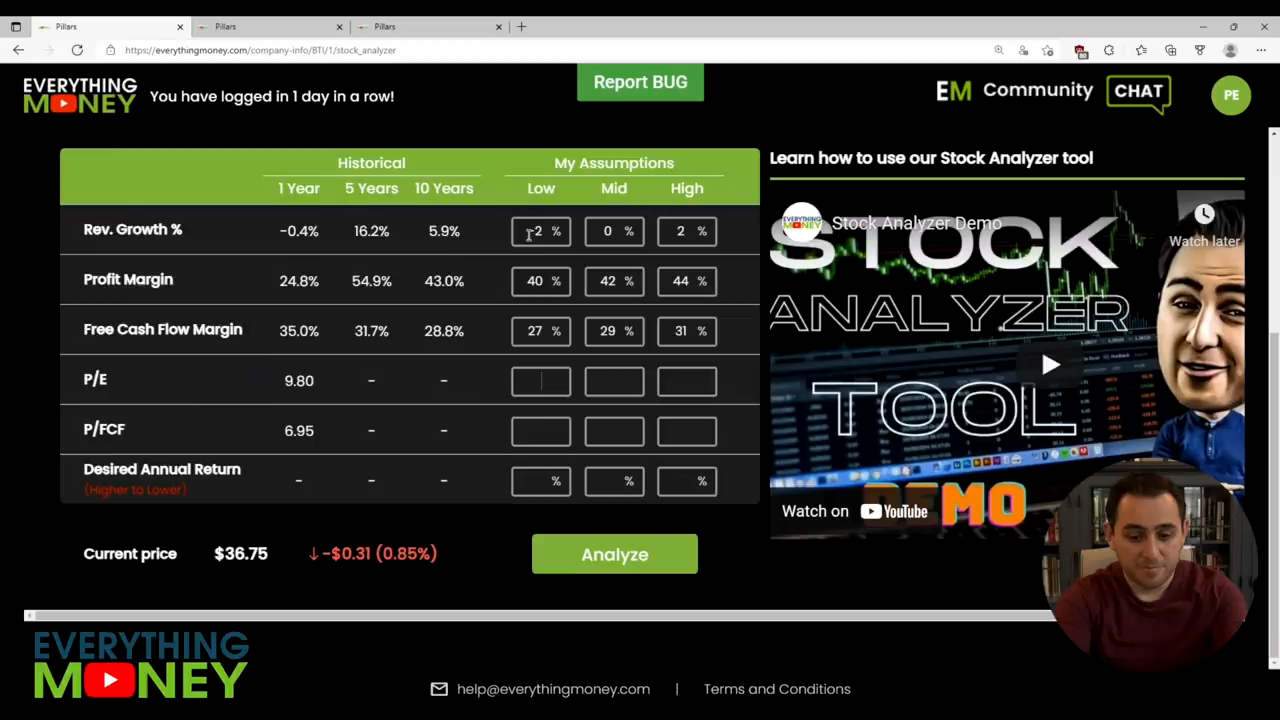 Pillars
Pillars
Pillars
https://everythingmoney.com/company-info/BTI/1/stock_analyzer
EVERYTHING
MONEY
You have logged in 1 day in a row!
Report BUG
EM Community CHAT
PE
Historical My Assumptions
1 Year 5 Years 10 Years Low Mid High
Rev. Growth % -0.4% 16.2% 5.9% -2 % 0 % 2 %
Profit Margin 24.8% 54.9% 43.0% 40 % 42 % 44 %
Free Cash Flow Margin 35.0% 31.7% 28.8% 27 % 29 % 31 %
P/E 9.80 - -
P/FCF 6.95 - -
Desired Annual Return - - - % % %
(Higher to Lower)
Current price $36.75 ↓-$0.31 (0.85%)
Analyze
Learn how to use our Stock Analyzer tool
Stock Analyzer Demo
Watch later
STOCK
ANALYZER
TOOL
DEMO
Watch on YouTube
EVERYTHING
MONEY
help@everythingmoney.com | Terms and Conditions